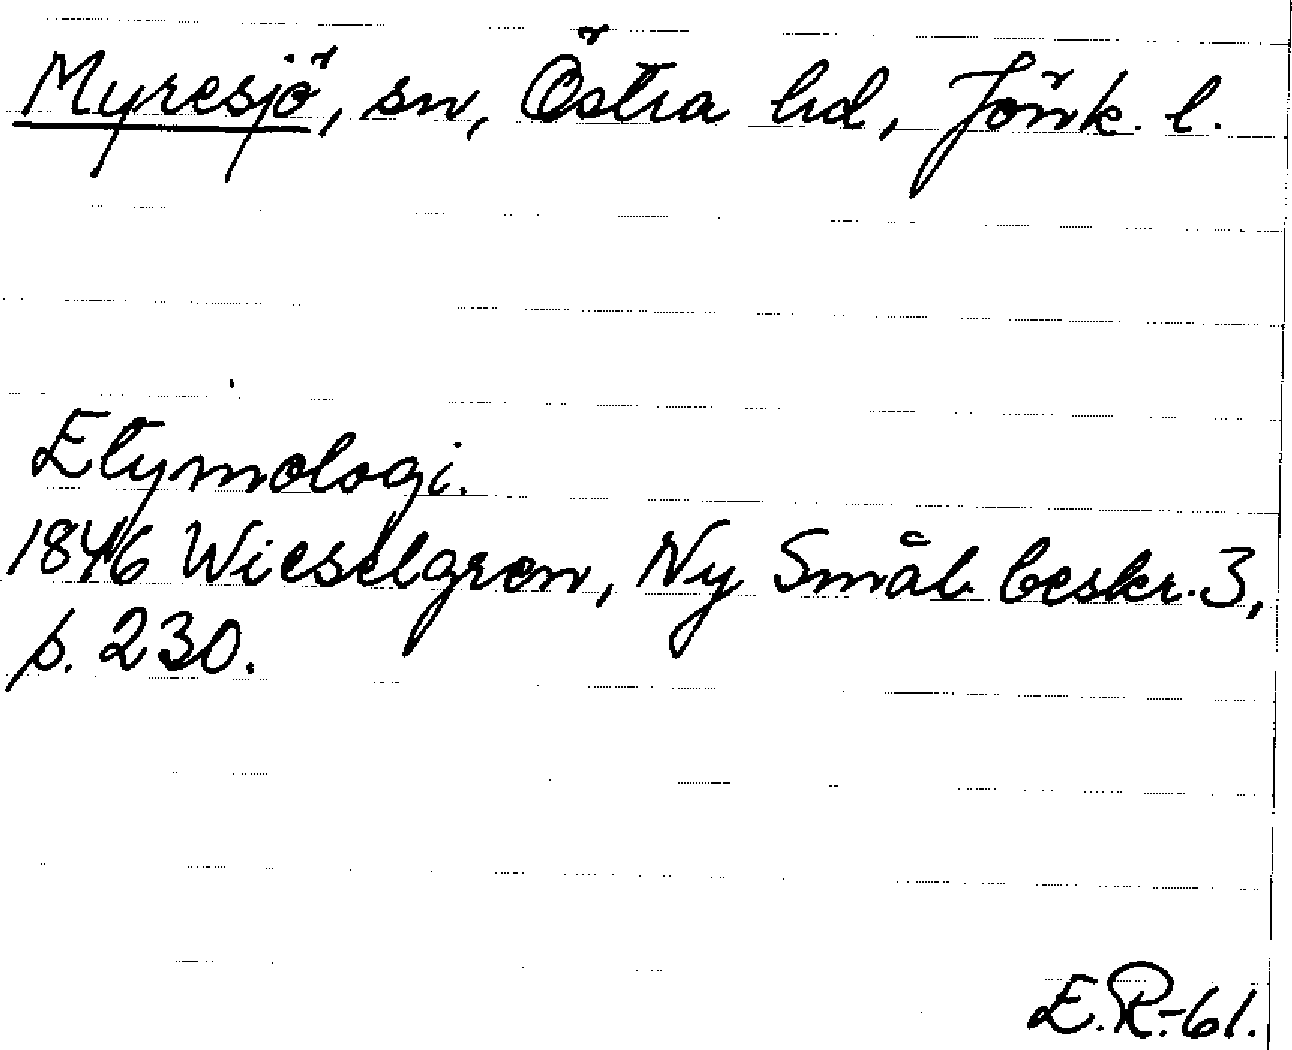 Myresjö, sn, Östra hd, Jönk. l.
Etymologi.
1846 Wieselgren, Ny Smål. beskr. 3,
s. 230.
E.R.-61.